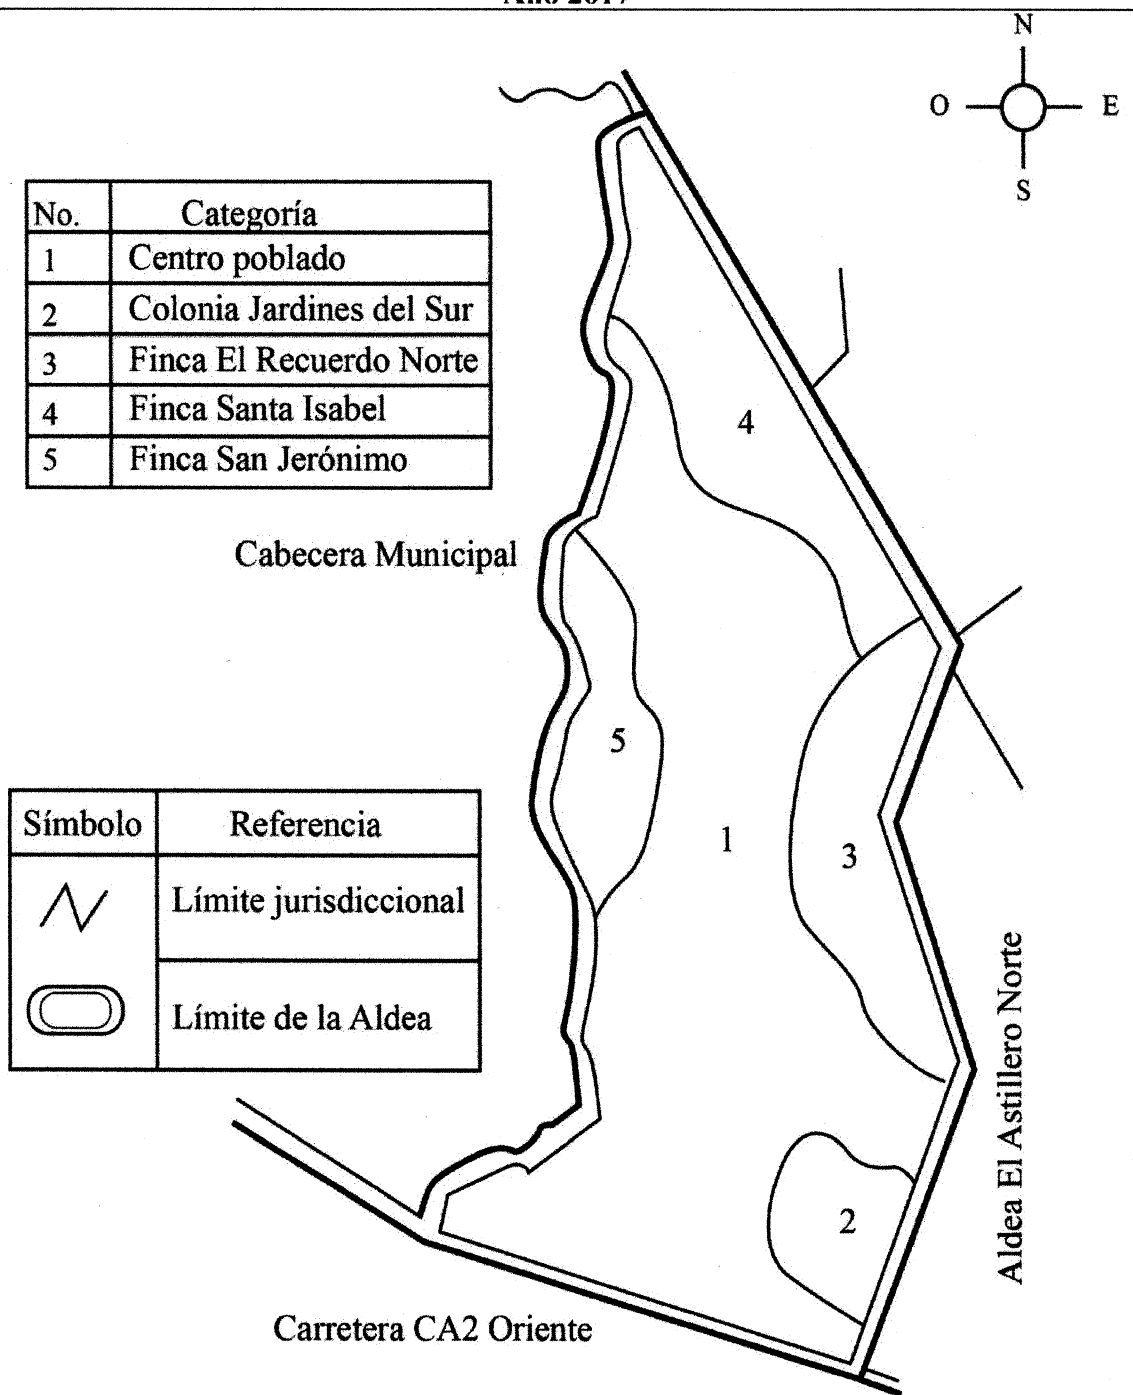 Año 2017
N
O
E
S
No.
Categoría
1
Centro poblado
2
Colonia Jardines del Sur
3
Finca El Recuerdo Norte
4
Finca Santa Isabel
5
Finca San Jerónimo
4
Cabecera Municipal
5
1
3
Símbolo
Referencia
Límite jurisdiccional
Límite de la Aldea
Aldea El Astillero Norte
2
Carretera CA2 Oriente